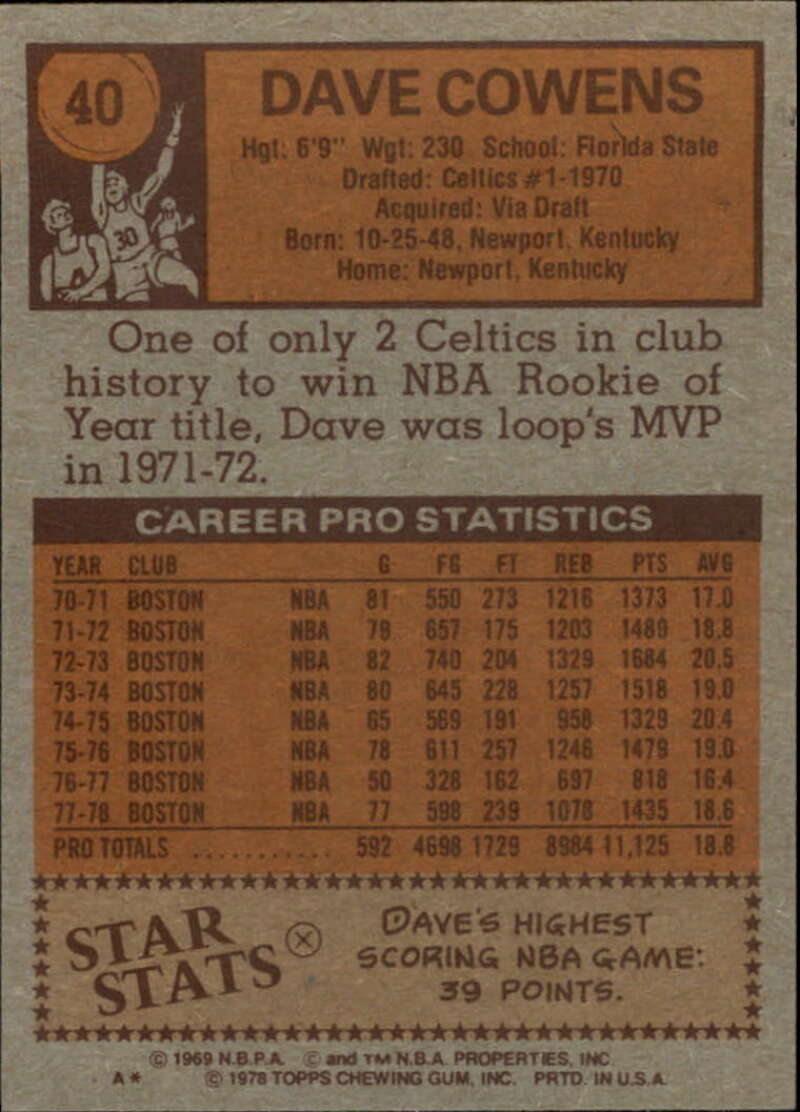 40
DAVE COWENS
Hgt: 6'9" Wgt: 230 School: Florida State
Drafted: Celtics #1-1970
Acquired: Via Draft
Born: 10-25-48, Newport, Kentucky
Home: Newport, Kentucky
30
One of only 2 Celtics in club
history to win NBA Rookie of
Year title, Dave was loop's MVP
in 1971-72.
CAREER PRO STATISTICS
YEAR CLUB G FG FT REB PTS AVG
70-71 BOSTON NBA 81 550 273 1216 1373 17.0
71-72 BOSTON NBA 79 657 175 1203 1489 18.8
72-73 BOSTON NBA 82 740 204 1329 1684 20.5
73-74 BOSTON NBA 80 645 228 1257 1518 19.0
74-75 BOSTON NBA 65 569 191 958 1329 20.4
75-76 BOSTON NBA 78 611 257 1246 1479 19.0
76-77 BOSTON NBA 50 328 162 697 818 16.4
77-78 BOSTON NBA 77 598 239 1078 1435 18.6
PRO TOTALS ............ 592 4698 1729 8984 11,125 18.8
STAR STATS
DAVE'S HIGHEST
SCORING NBA GAME:
39 POINTS.
© 1969 N.B.P.A. © and TM N.B.A. PROPERTIES, INC.
A* © 1978 TOPPS CHEWING GUM, INC. PRTD. IN U.S.A.